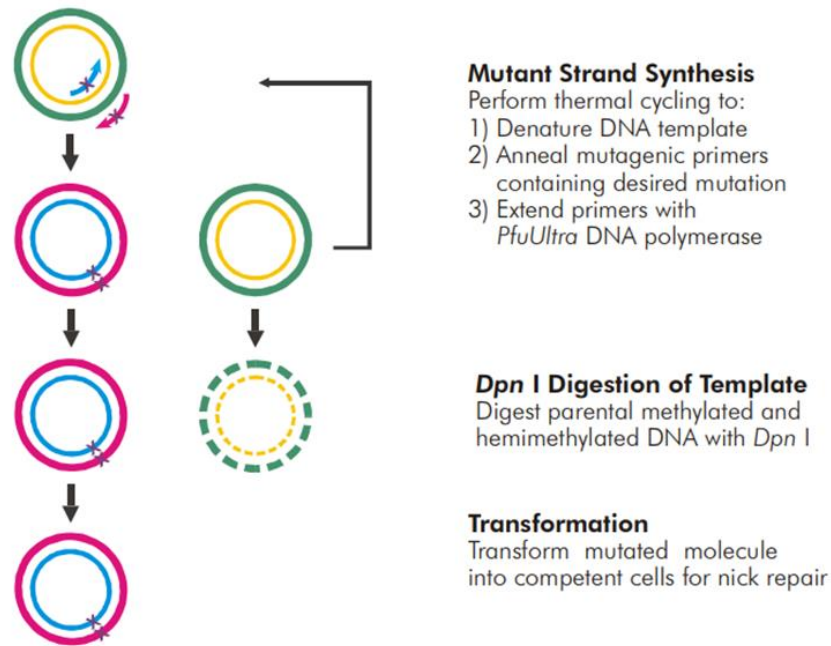 Mutant Strand Synthesis
Perform thermal cycling to:
1) Denature DNA template
2) Anneal mutagenic primers
containing desired mutation
3) Extend primers with
PfuUltra DNA polymerase
Dpn I Digestion of Template
Digest parental methylated and
hemimethylated DNA with Dpn I
Transformation
Transform mutated molecule
into competent cells for nick repair